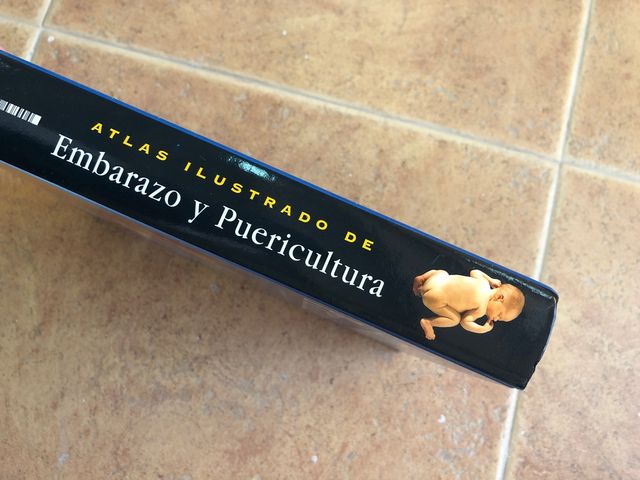 ATLAS ILUSTRADO DE
Embarazo y Puericultura